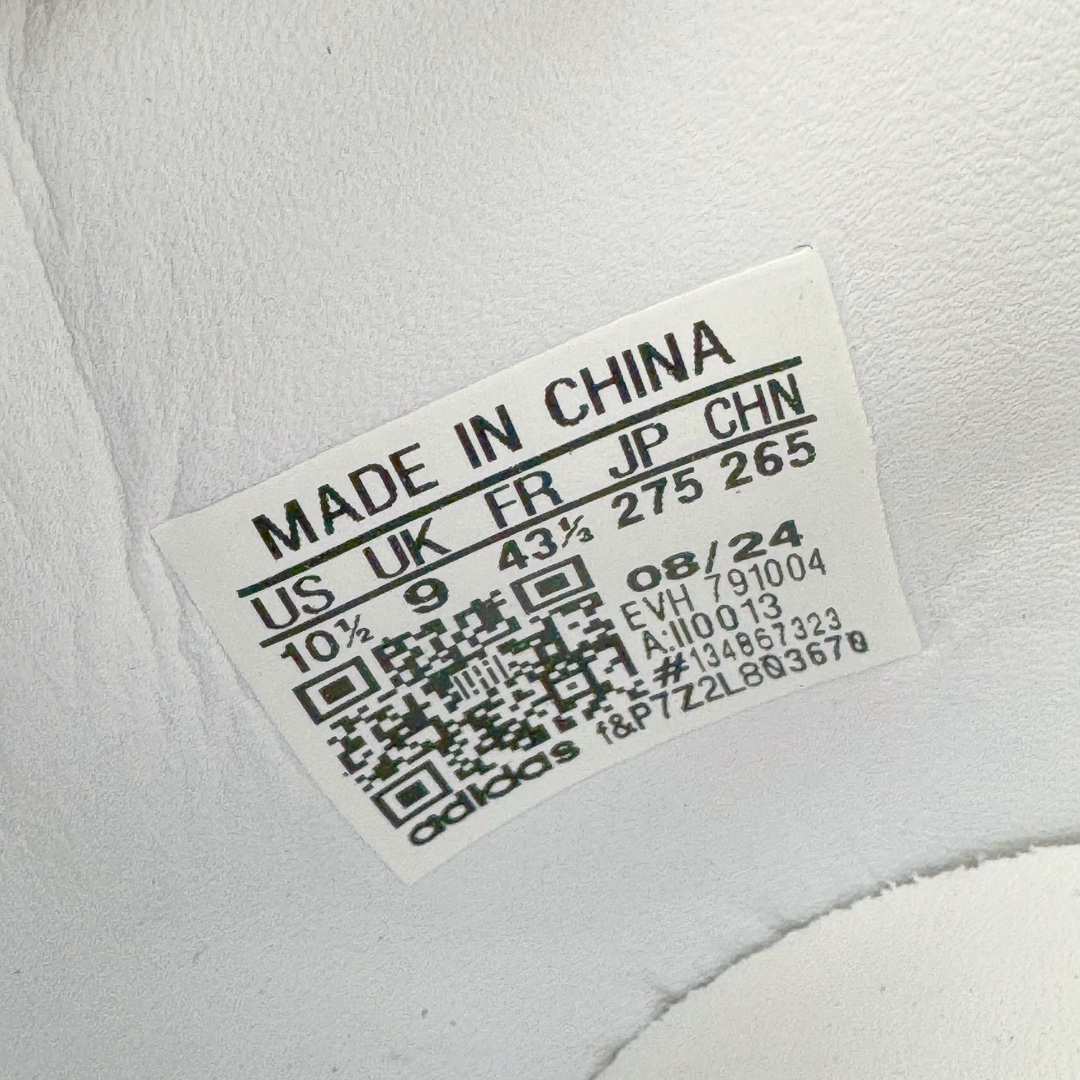 MADE IN CHINA
US UK FR JP CHN
10½ 9 43⅓ 275 265
08/24
EVH 791004
A:II0013
#134867323
f&P7Z2L8Q3670
adidas